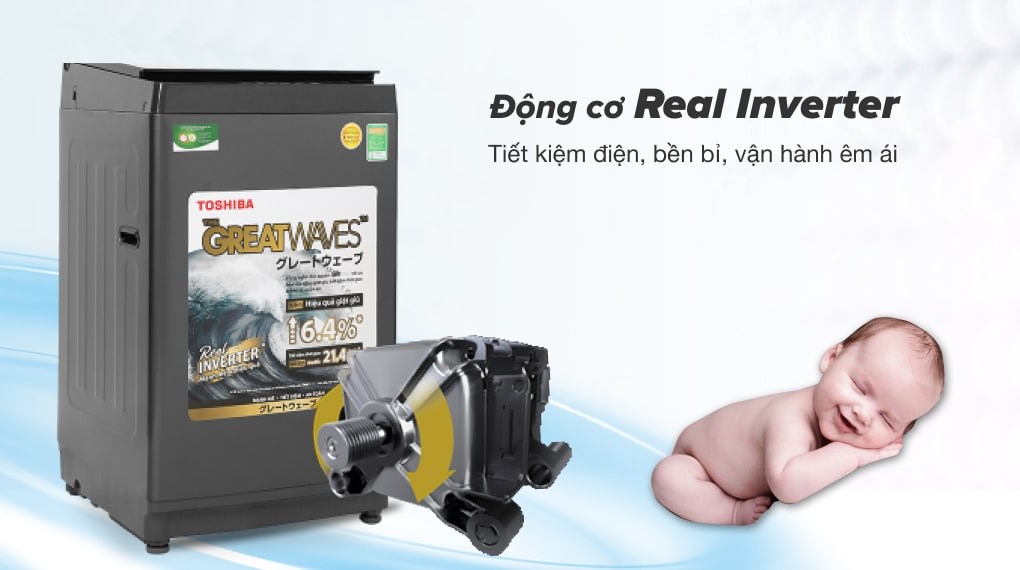 Động cơ Real Inverter
Tiết kiệm điện, bền bỉ, vận hành êm ái
TOSHIBA
THE
GREATWAVES
グレートウェーブ
Hiệu quả giặt giũ
6.4%
21.4
Real
INVERTER
グレートウェーブ